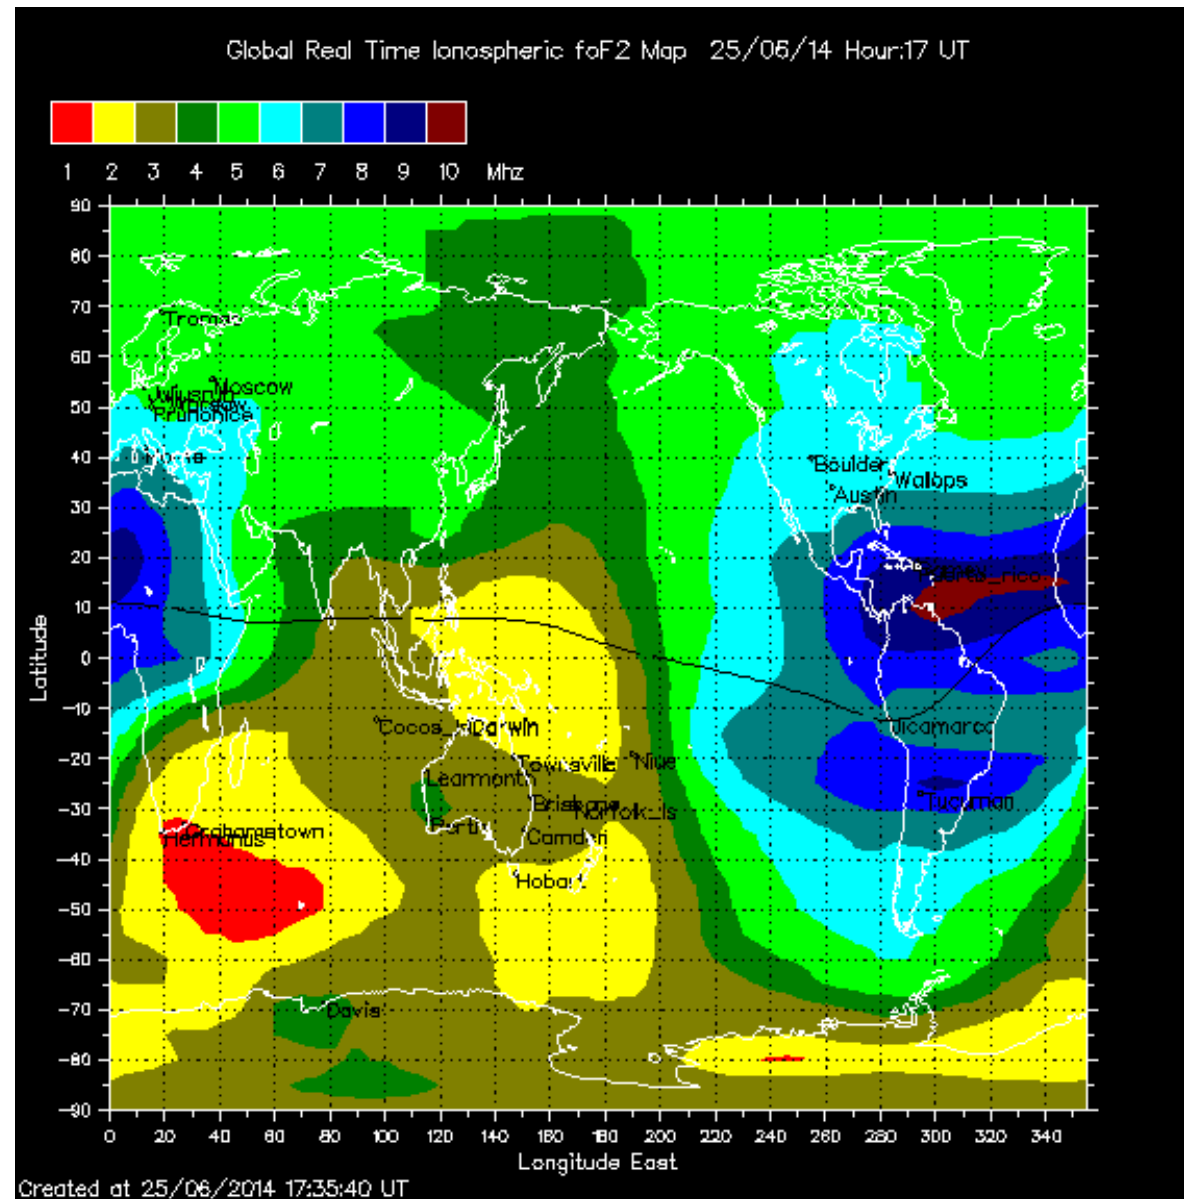 Global Real Time Ionospheric foF2 Map 25/06/14 Hour:17 UT
1 2 3 4 5 6 7 8 9 10 Mhz
90
80
70
60
50
40
30
20
10
0
-10
-20
-30
-40
-50
-60
-70
-80
-90
Latitude
Moscow
Warsaw
Pruhonice
Rome
Boulder
Walops
Austin
Puerto_rico
Jicamarca
Cocos_Is
Darwin
Townsville
Niue
Learmonth
Brisbane
Norfolk_Is
Tucuman
Perth
Grahamstown
Hermanus
Camden
Hobart
Davis
0 20 40 60 80 100 120 140 160 180 200 220 240 260 280 300 320 340
Longitude East
Created at 25/06/2014 17:35:40 UT